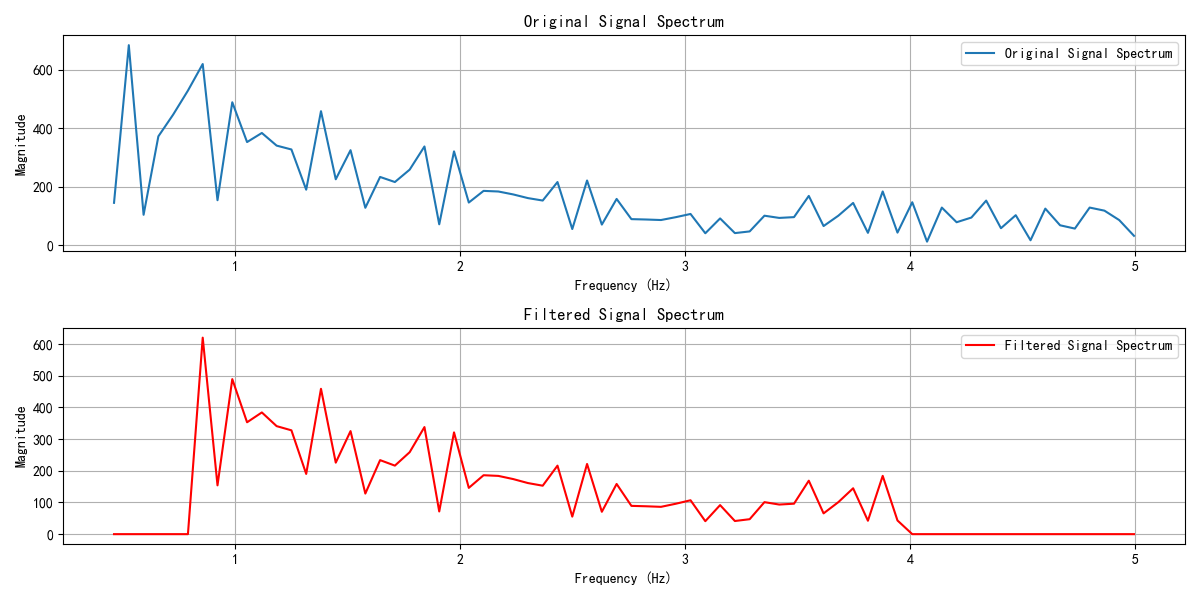 Original Signal Spectrum
Original Signal Spectrum
Magnitude
600
400
200
0
1 2 3 4 5
Frequency (Hz)
Filtered Signal Spectrum
Filtered Signal Spectrum
Magnitude
600
500
400
300
200
100
0
1 2 3 4 5
Frequency (Hz)